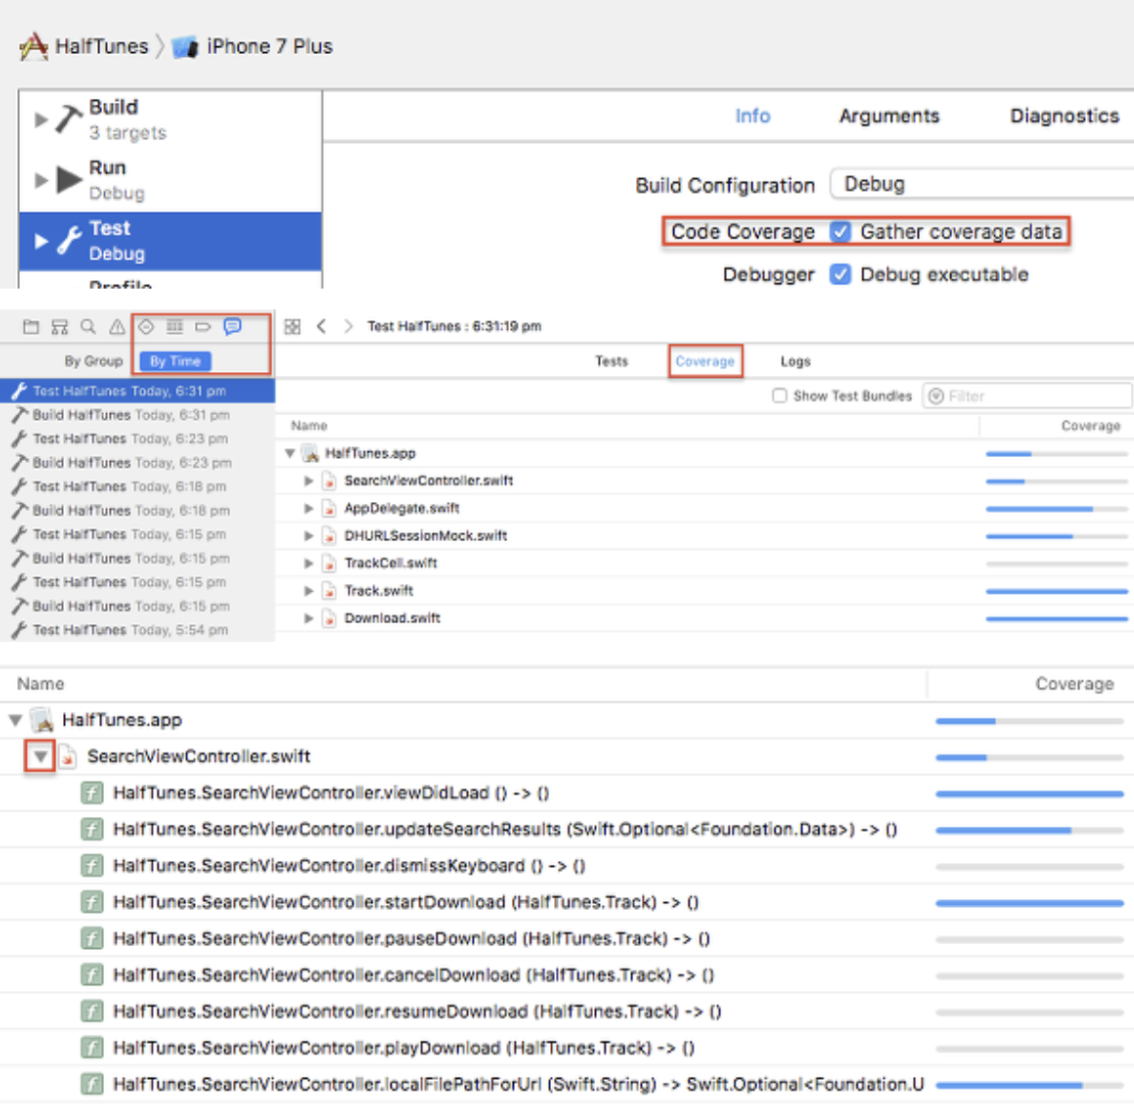 HalfTunes 〉 iPhone 7 Plus
Build
3 targets
Run
Debug
Test
Debug
Profile
Info Arguments Diagnostics
Build Configuration Debug
Code Coverage Gather coverage data
Debugger Debug executable
By Group By Time
Test HalfTunes Today, 6:31 pm
Build HalfTunes Today, 6:31 pm
Test HalfTunes Today, 6:23 pm
Build HalfTunes Today, 6:23 pm
Test HalfTunes Today, 6:18 pm
Build HalfTunes Today, 6:18 pm
Test HalfTunes Today, 6:15 pm
Build HalfTunes Today, 6:15 pm
Test HalfTunes Today, 6:15 pm
Build HalfTunes Today, 6:15 pm
Test HalfTunes Today, 5:54 pm
Test HalfTunes : 6:31:19 pm
Tests Coverage Logs
Show Test Bundles Filter
Name Coverage
HalfTunes.app
SearchViewController.swift
AppDelegate.swift
DHURLSessionMock.swift
TrackCell.swift
Track.swift
Download.swift
Name Coverage
HalfTunes.app
SearchViewController.swift
f HalfTunes.SearchViewController.viewDidLoad () -> ()
f HalfTunes.SearchViewController.updateSearchResults (Swift.Optional<Foundation.Data>) -> ()
f HalfTunes.SearchViewController.dismissKeyboard () -> ()
f HalfTunes.SearchViewController.startDownload (HalfTunes.Track) -> ()
f HalfTunes.SearchViewController.pauseDownload (HalfTunes.Track) -> ()
f HalfTunes.SearchViewController.cancelDownload (HalfTunes.Track) -> ()
f HalfTunes.SearchViewController.resumeDownload (HalfTunes.Track) -> ()
f HalfTunes.SearchViewController.playDownload (HalfTunes.Track) -> ()
f HalfTunes.SearchViewController.localFilePathForUrl (Swift.String) -> Swift.Optional<Foundation.U